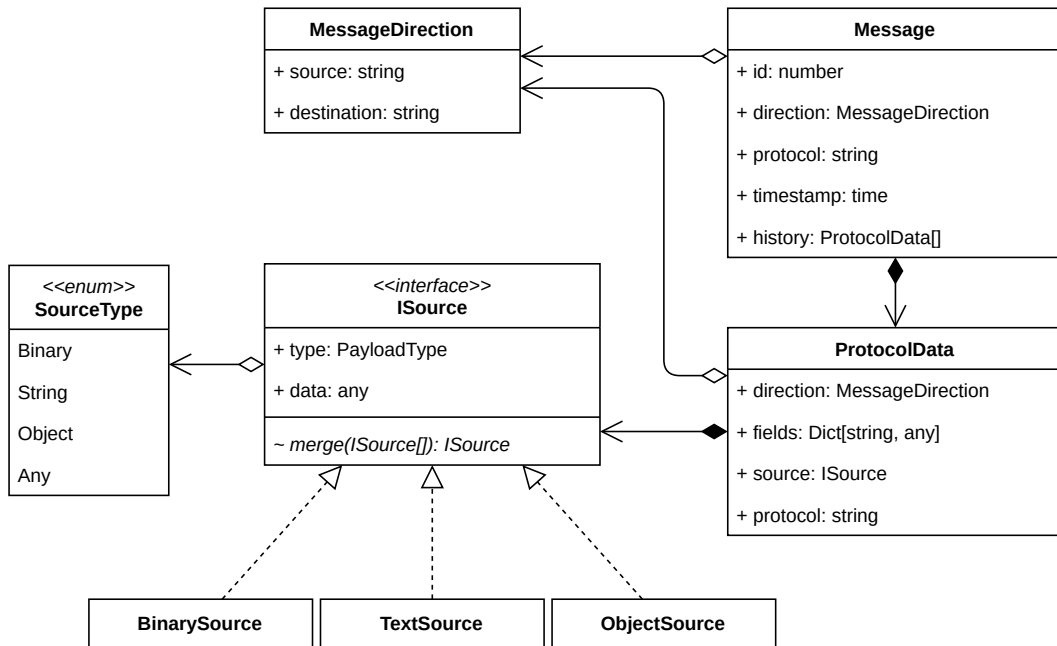 MessageDirection
+ source: string
+ destination: string
Message
+ id: number
+ direction: MessageDirection
+ protocol: string
+ timestamp: time
+ history: ProtocolData[]
<<enum>>
SourceType
Binary
String
Object
Any
<<interface>>
ISource
+ type: PayloadType
+ data: any
~ merge(ISource[]): ISource
ProtocolData
+ direction: MessageDirection
+ fields: Dict[string, any]
+ source: ISource
+ protocol: string
BinarySource
TextSource
ObjectSource